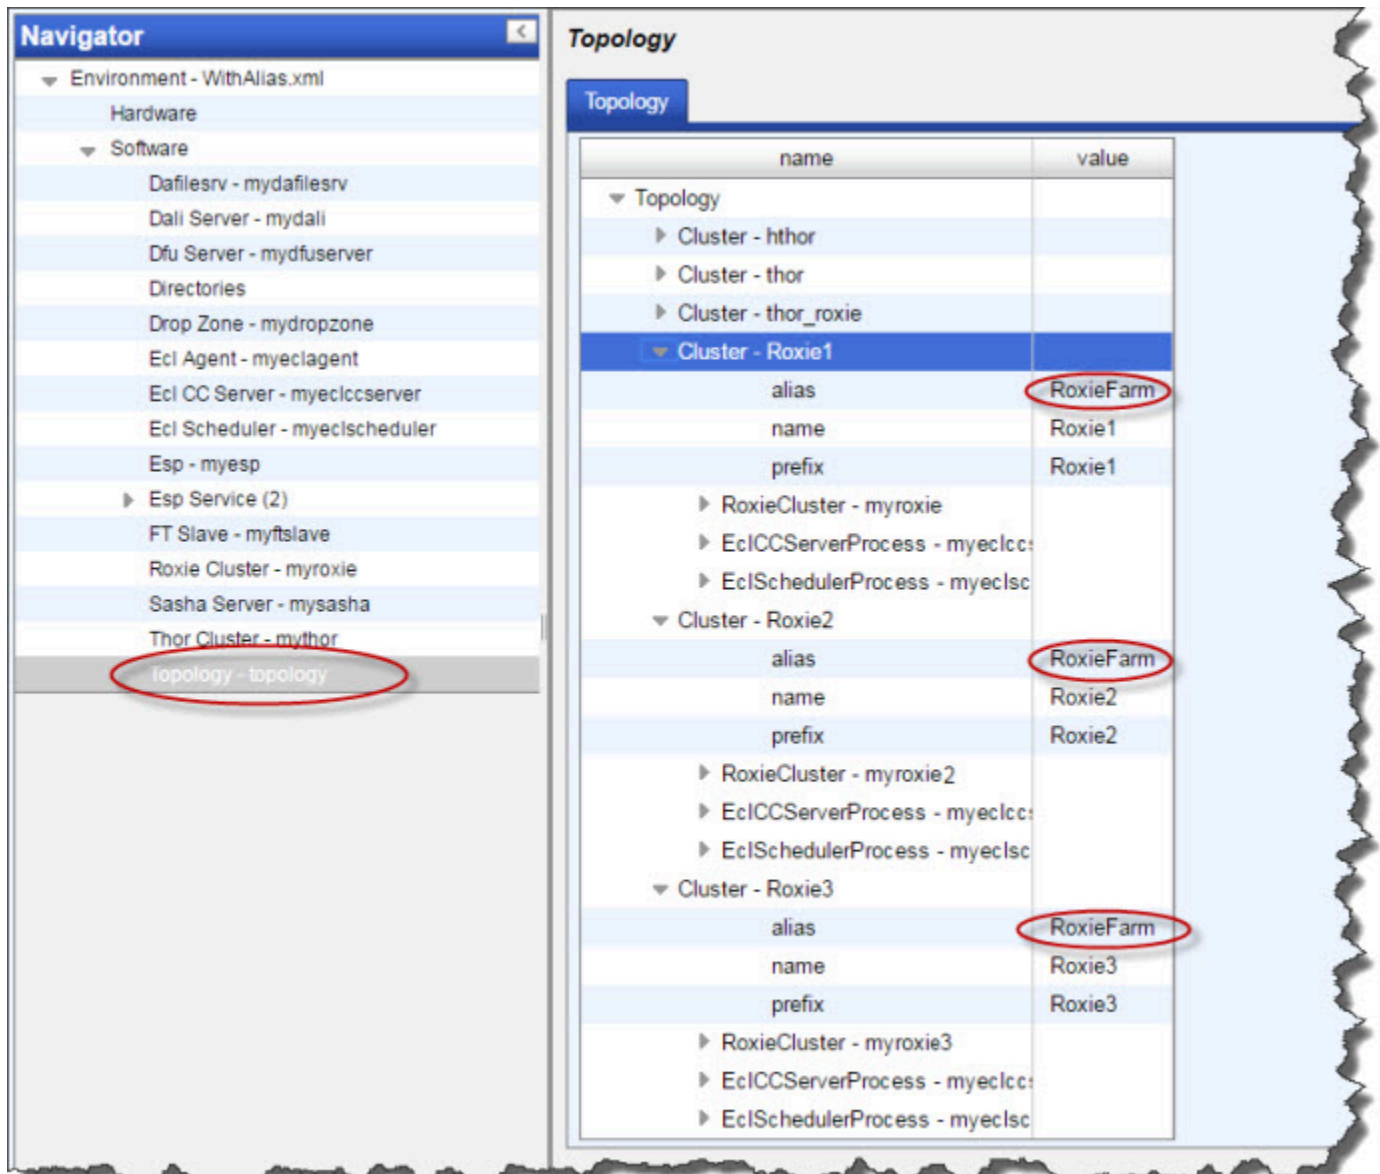 Navigator
Environment - WithAlias.xml
Hardware
Software
Dafilesrv - mydafilesrv
Dali Server - mydali
Dfu Server - mydfuserver
Directories
Drop Zone - mydropzone
Ecl Agent - myeclagent
Ecl CC Server - myeclccserver
Ecl Scheduler - myeclscheduler
Esp - myesp
Esp Service (2)
FT Slave - myftslave
Roxie Cluster - myroxie
Sasha Server - mysasha
Thor Cluster - mythor
Topology - topology
Topology
Topology
name value
Topology
Cluster - hthor
Cluster - thor
Cluster - thor_roxie
Cluster - Roxie1
alias RoxieFarm
name Roxie1
prefix Roxie1
RoxieCluster - myroxie
EclCCServerProcess - myeclcc
EclSchedulerProcess - myeclsc
Cluster - Roxie2
alias RoxieFarm
name Roxie2
prefix Roxie2
RoxieCluster - myroxie2
EclCCServerProcess - myeclcc
EclSchedulerProcess - myeclsc
Cluster - Roxie3
alias RoxieFarm
name Roxie3
prefix Roxie3
RoxieCluster - myroxie3
EclCCServerProcess - myeclcc
EclSchedulerProcess - myeclsc